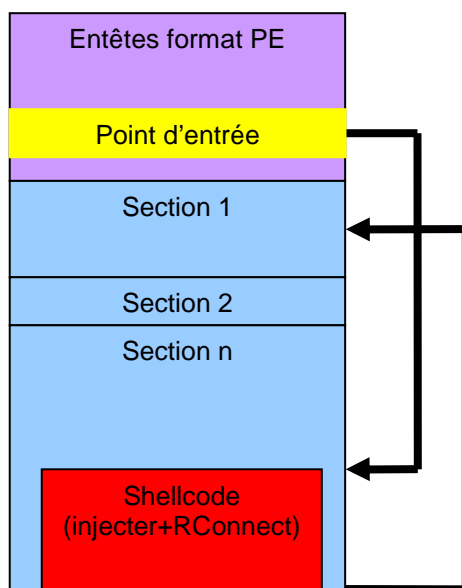 Entêtes format PE
Point d'entrée
Section 1
Section 2
Section n
Shellcode
(injecter+RConnect)